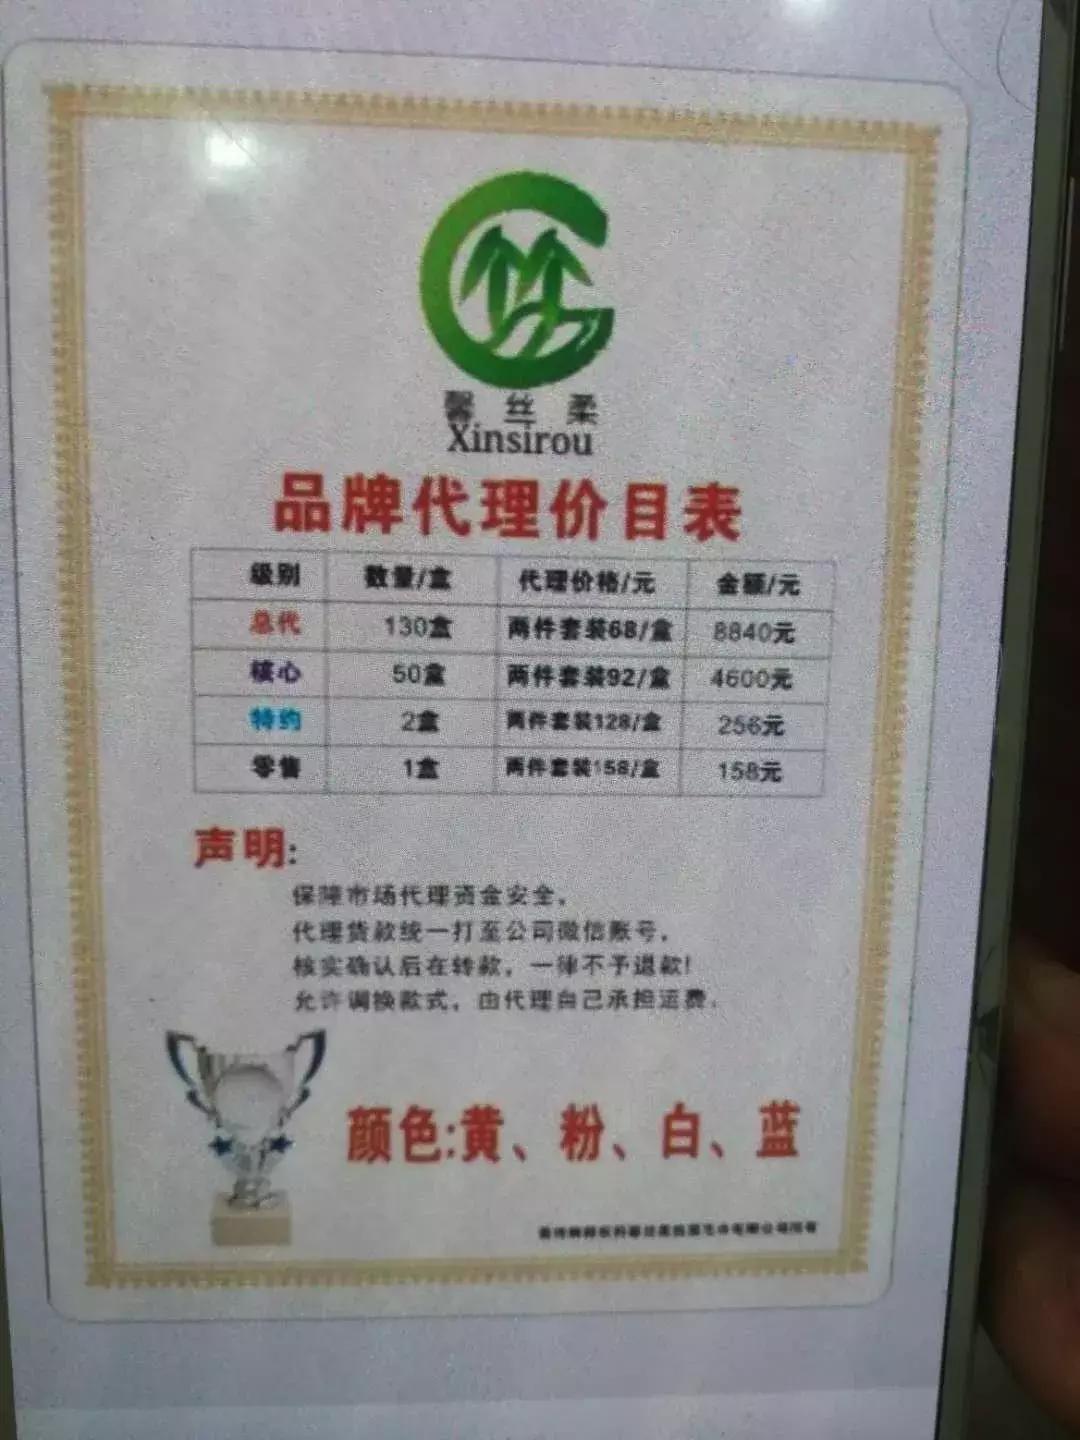 馨丝柔
Xinsirou
品牌代理价目表
级别 数量/盒 代理价格/元 金额/元
总代 130盒 两件套装68/盒 8840元
核心 50盒 两件套装92/盒 4600元
特约 2盒 两件套装128/盒 256元
零售 1盒 两件套装158/盒 158元
声明:
保障市场代理资金安全,
代理货款统一打至公司微信账号,
核实确认后在转款,一律不予退款!
允许调换款式,由代理自己承担运费,
颜色:黄、粉、白、蓝